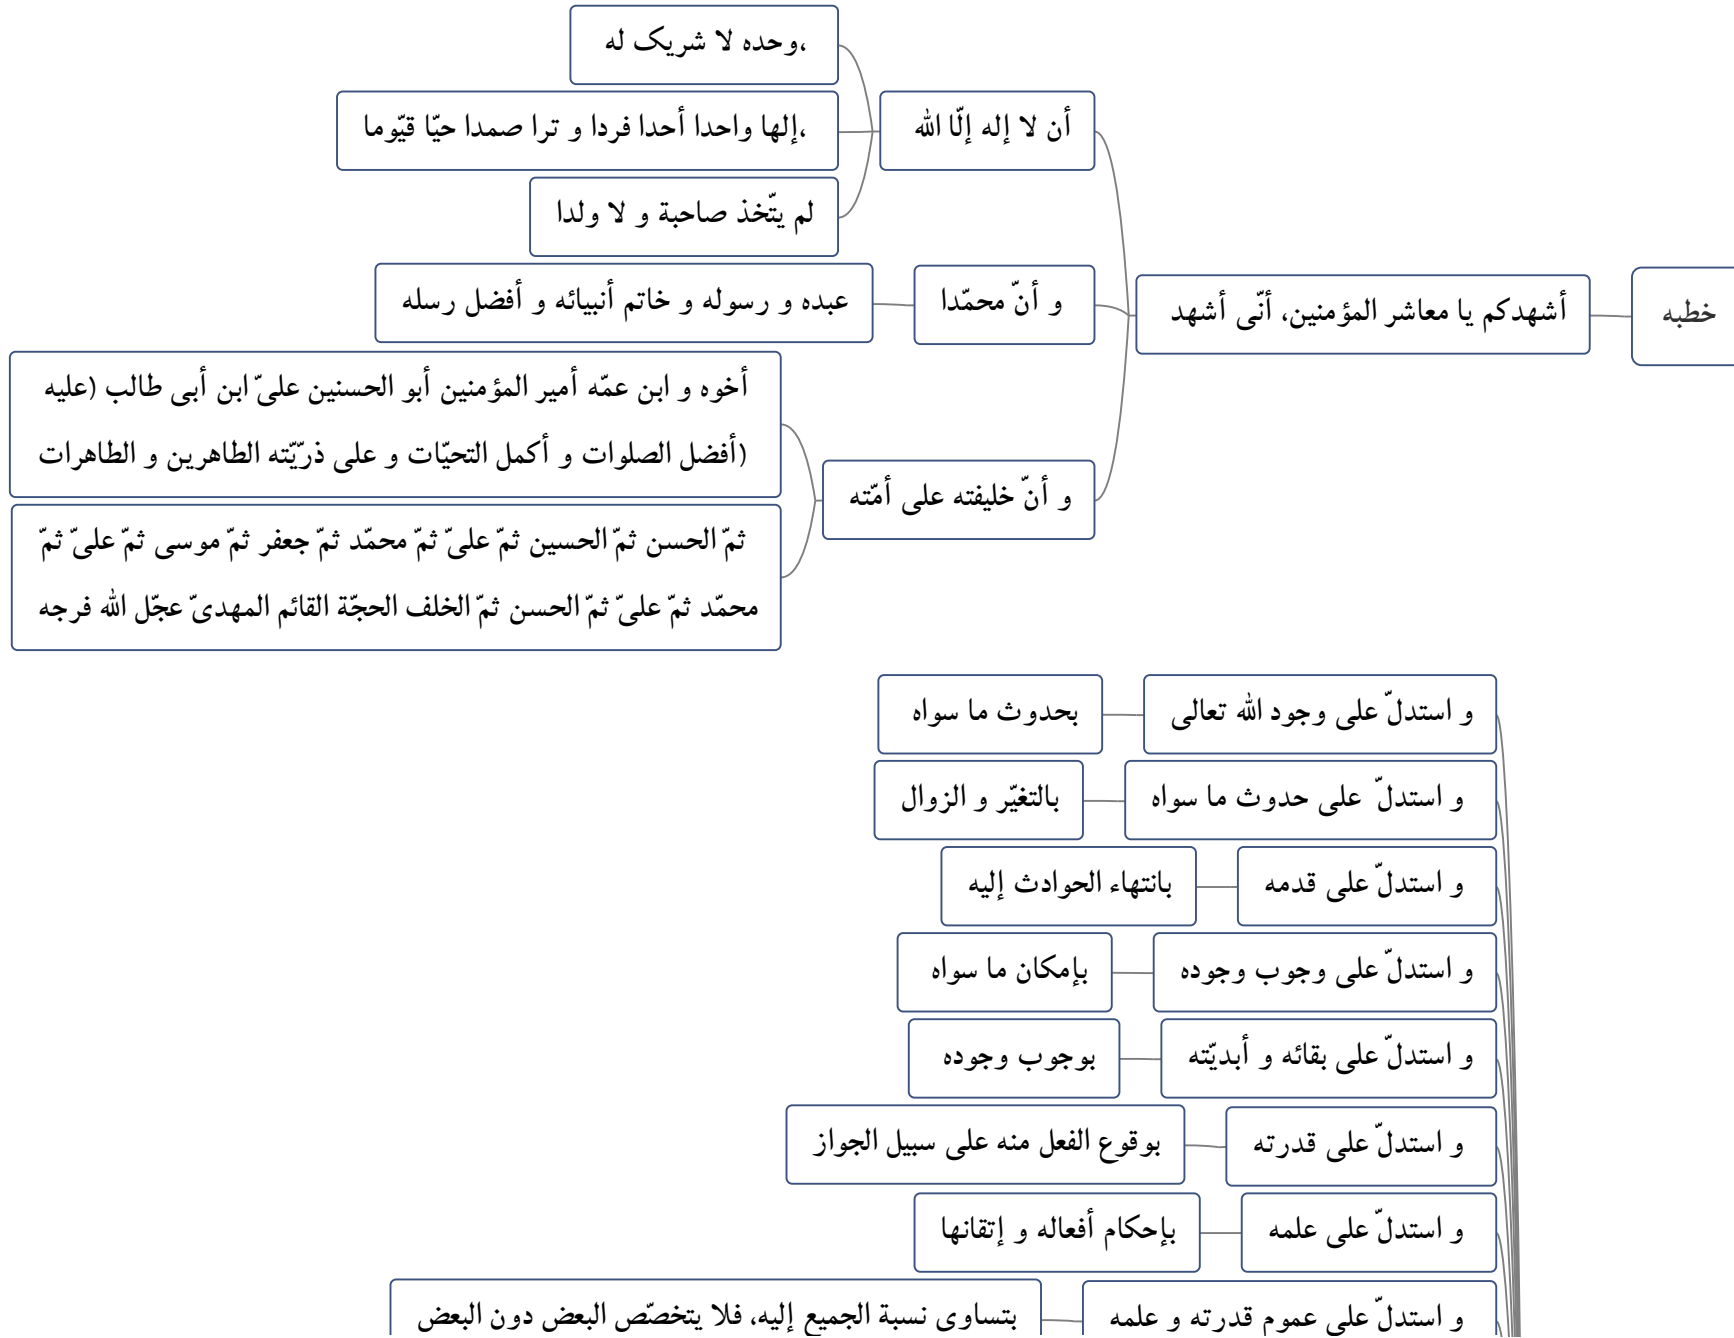 خطبه
أشهدكم يا معاشر المؤمنين، أنّى أشهد
أن لا إله إلّا الله
،وحده لا شريک له
،إلها واحدا أحدا فردا و ترا صمدا حيّا قيّوما
لم يتّخذ صاحبة و لا ولدا
و أنّ محمّدا
عبده و رسوله و خاتم أنبيائه و أفضل رسله
و أنّ خليفته على أمّته
أخوه و ابن عمّه أمير المؤمنين أبو الحسنين علىّ ابن أبى طالب (عليه
أفضل الصلوات و أكمل التحيّات و على ذرّيّته الطاهرين و الطاهرات)
ثمّ الحسن ثمّ الحسين ثمّ علىّ ثمّ محمّد ثمّ جعفر ثمّ موسى ثمّ علىّ ثمّ
محمّد ثمّ علىّ ثمّ الحسن ثمّ الخلف الحجّة القائم المهدىّ عجّل الله فرجه
و استدلّ على وجود الله تعالى
بحدوث ما سواه
و استدلّ على حدوث ما سواه
بالتغيّر و الزوال
و استدلّ على قدمه
بانتهاء الحوادث إليه
و استدلّ على وجوب وجوده
بإمكان ما سواه
و استدلّ على بقائه و أبديّته
بوجوب وجوده
و استدلّ على قدرته
بوقوع الفعل منه على سبيل الجواز
و استدلّ على علمه
بإحكام أفعاله و إتقانها
و استدلّ على عموم قدرته و علمه
بتساوى نسبة الجميع إليه، فلا يتخصّص البعض دون البعض